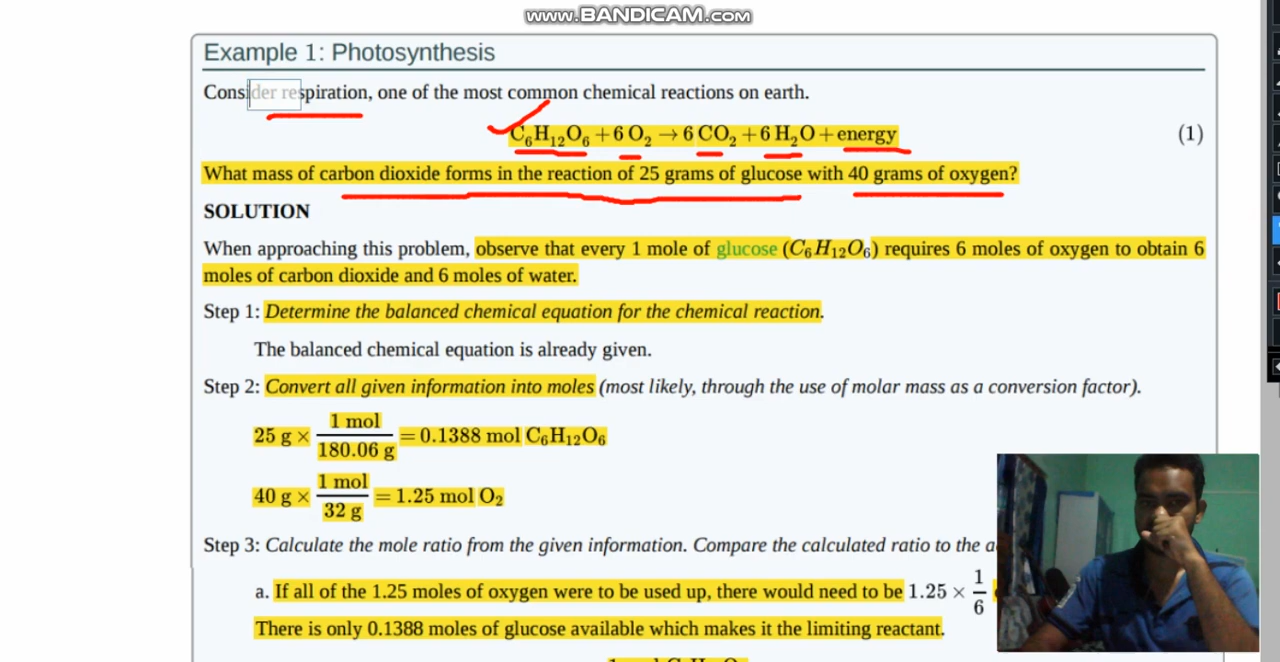 www.BANDICAM.com
Example 1: Photosynthesis
Consider respiration, one of the most common chemical reactions on earth.
C₆H₁₂O₆ + 6 O₂ → 6 CO₂ + 6 H₂O + energy (1)
What mass of carbon dioxide forms in the reaction of 25 grams of glucose with 40 grams of oxygen?
SOLUTION
When approaching this problem, observe that every 1 mole of glucose (C₆H₁₂O₆) requires 6 moles of oxygen to obtain 6
moles of carbon dioxide and 6 moles of water.
Step 1: Determine the balanced chemical equation for the chemical reaction.
The balanced chemical equation is already given.
Step 2: Convert all given information into moles (most likely, through the use of molar mass as a conversion factor).
25 g × 1 mol / 180.06 g = 0.1388 mol C₆H₁₂O₆
40 g × 1 mol / 32 g = 1.25 mol O₂
Step 3: Calculate the mole ratio from the given information. Compare the calculated ratio to the
a. If all of the 1.25 moles of oxygen were to be used up, there would need to be 1.25 × 1/6
There is only 0.1388 moles of glucose available which makes it the limiting reactant.